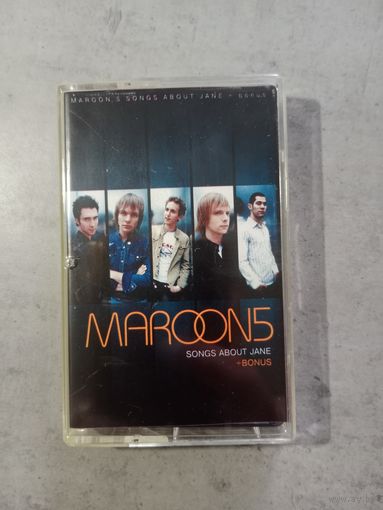 MAROON 5 SONGS ABOUT JANE + bonus
MAROON5
SONGS ABOUT JANE
+BONUS